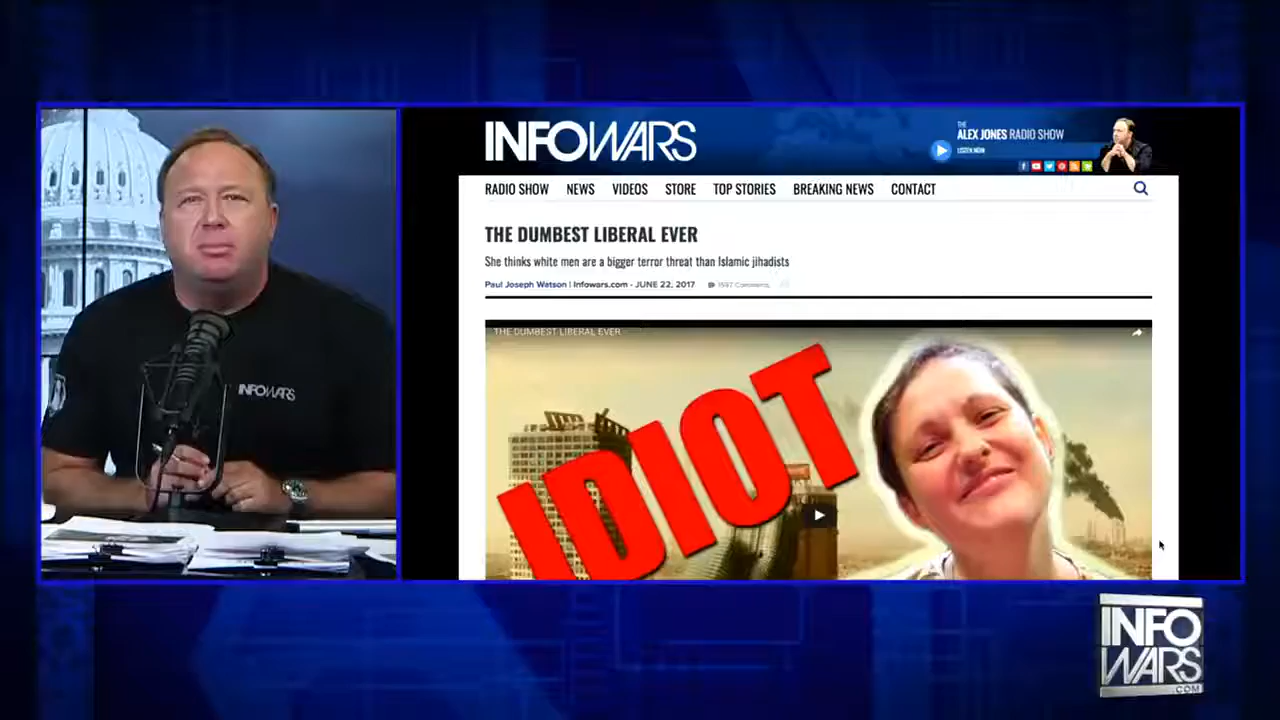 INFOWARS
INFOWARS
THE
ALEX JONES RADIO SHOW
LISTEN NOW
RADIO SHOW NEWS VIDEOS STORE TOP STORIES BREAKING NEWS CONTACT
THE DUMBEST LIBERAL EVER
She thinks white men are a bigger terror threat than Islamic jihadists
Paul Joseph Watson | Infowars.com - JUNE 22, 2017 1597 Comments
THE DUMBEST LIBERAL EVER
IDIOT
INFO
WARS
.COM